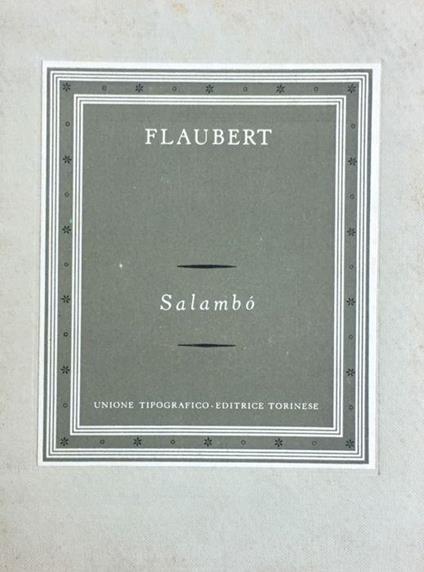 FLAUBERT
Salambó
UNIONE TIPOGRAFICO-EDITRICE TORINESE